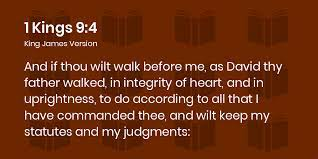 1 Kings 9:4
King James Version
And if thou wilt walk before me, as David thy
father walked, in integrity of heart, and in
uprightness, to do according to all that I
have commanded thee, and wilt keep my
statutes and my judgments: